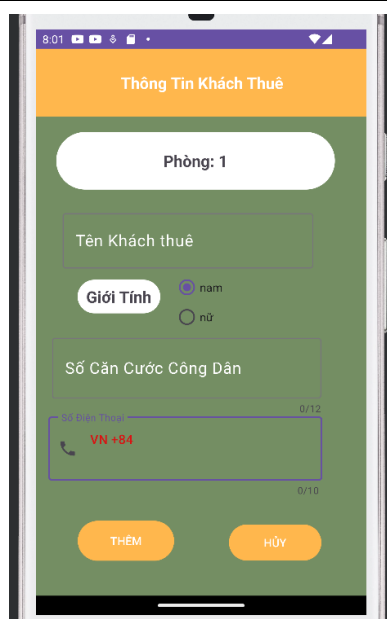 8:01
Thông Tin Khách Thuê
Phòng: 1
Tên Khách thuê
Giới Tính
nam
nữ
Số Căn Cước Công Dân
0/12
Số Điện Thoại
VN +84
0/10
THÊM
HỦY